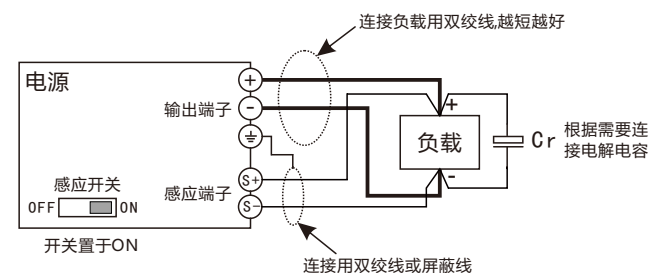 连接负载用双绞线,越短越好
电源
+
输出端子
-
+
负载
-
Cr
根据需要连
接电解电容
感应开关
OFF
ON
感应端子
S+
S-
开关置于ON
连接用双绞线或屏蔽线